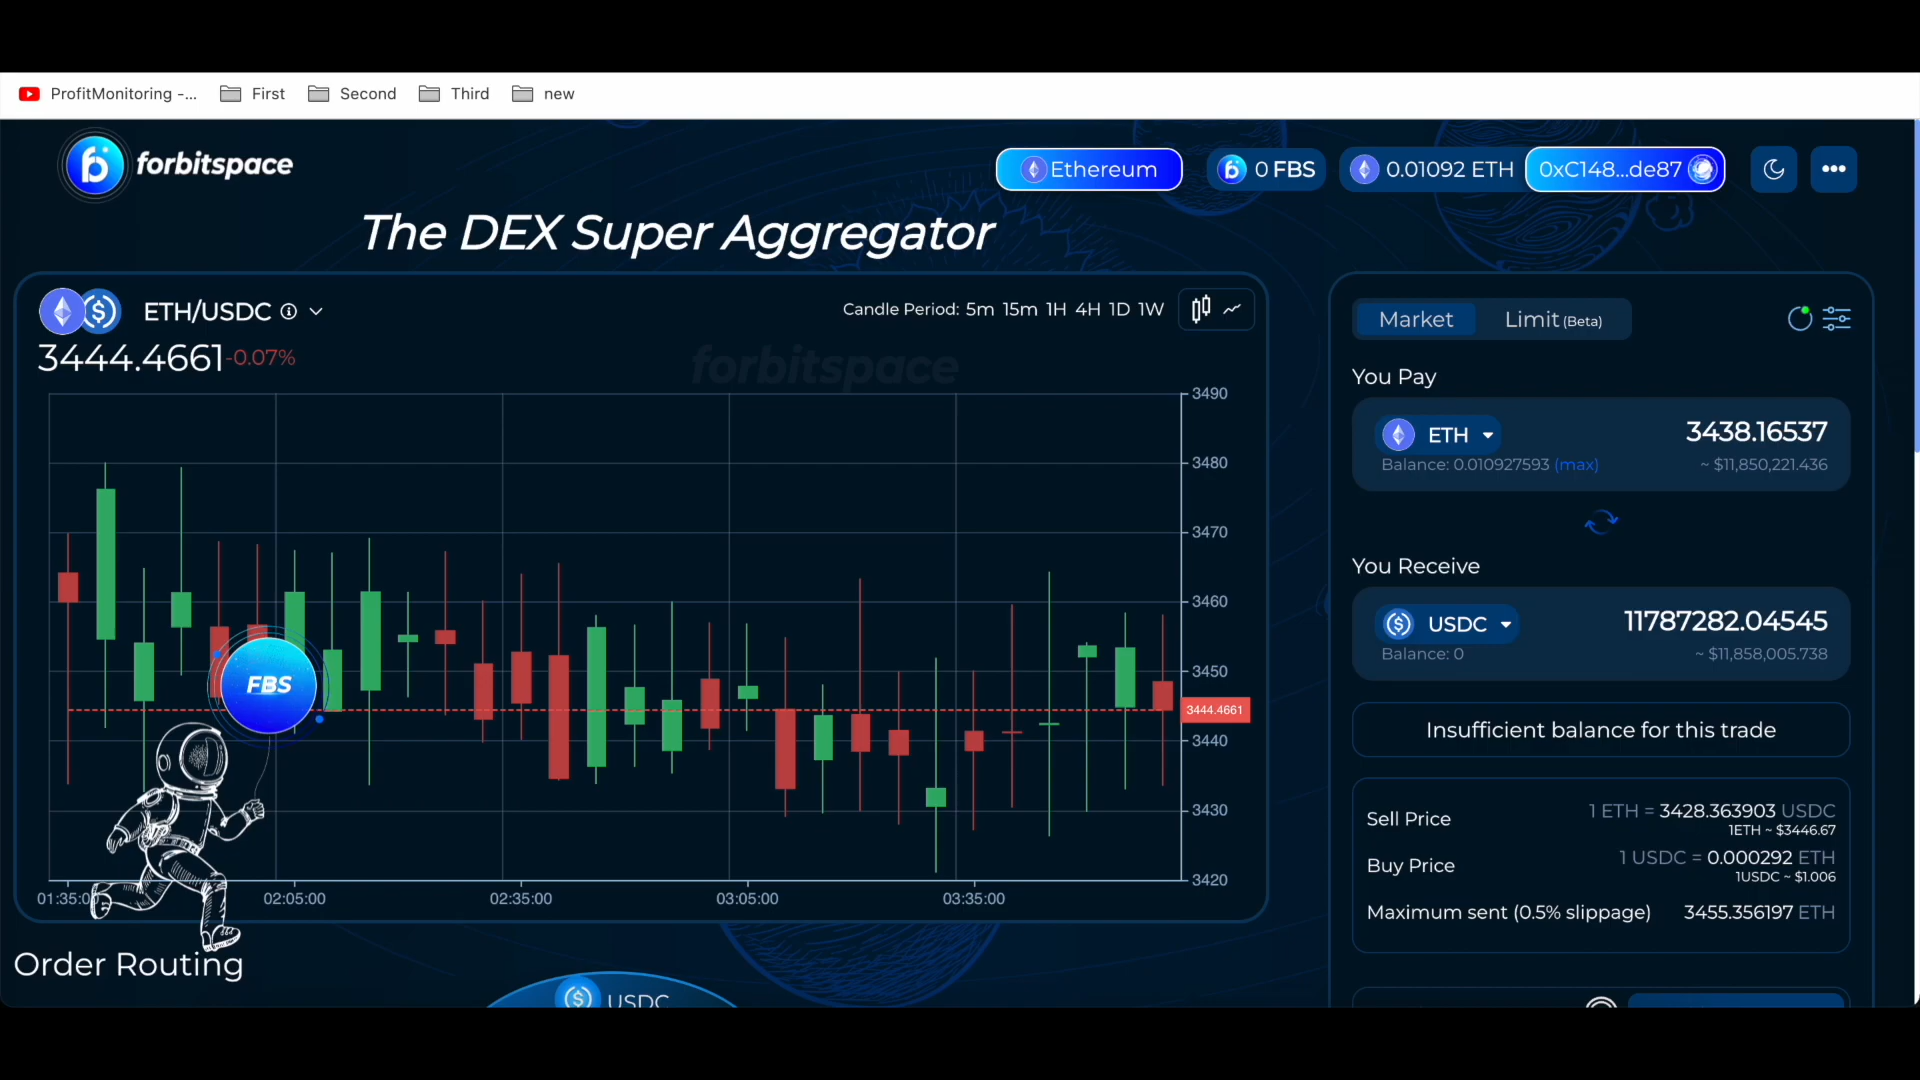 ProfitMonitoring -...
First
Second
Third
new
forbitspace
Ethereum
0 FBS
0.01092 ETH
0xC148...de87
The DEX Super Aggregator
ETH/USDC
Candle Period: 5m 15m 1H 4H 1D 1W
3444.4661 -0.07%
forbitspace
3490
3480
3470
3460
3450
3444.4661
3440
3430
3420
FBS
01:35:00
02:05:00
02:35:00
03:05:00
03:35:00
Order Routing
USDC
Market
Limit (Beta)
You Pay
ETH
3438.16537
Balance: 0.010927593 (max)
~ $11,850,221.436
You Receive
USDC
11787282.04545
Balance: 0
~ $11,858,005.738
Insufficient balance for this trade
Sell Price
1 ETH = 3428.363903 USDC
1ETH ~ $3446.67
Buy Price
1 USDC = 0.000292 ETH
1USDC ~ $1.006
Maximum sent (0.5% slippage)
3455.356197 ETH